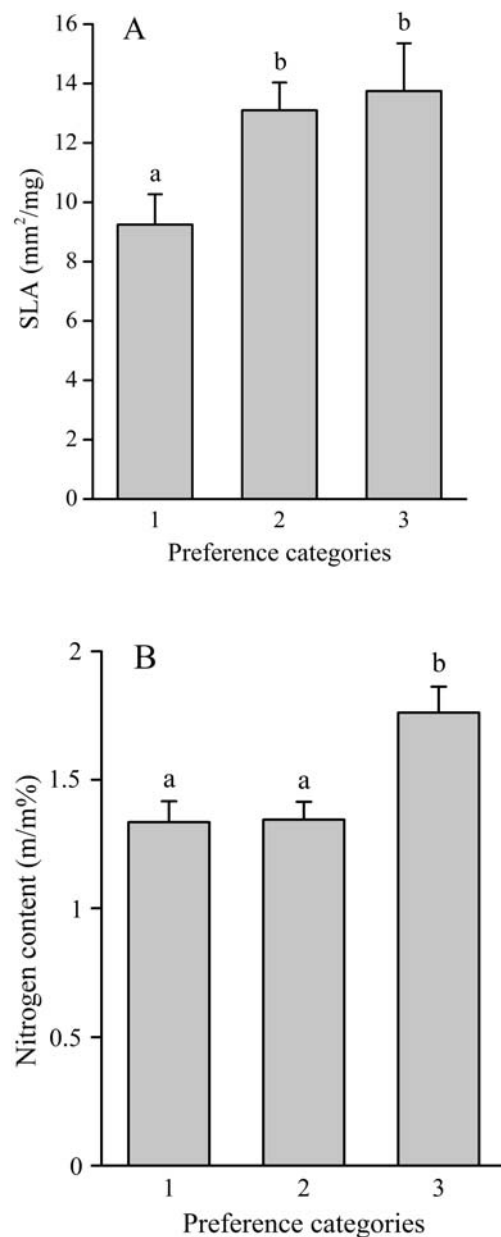 A
16
14
12
10
8
6
4
2
0
SLA (mm²/mg)
a
b
b
1 2 3
Preference categories
B
2
1.5
1
0.5
0
Nitrogen content (m/m%)
a
a
b
1 2 3
Preference categories